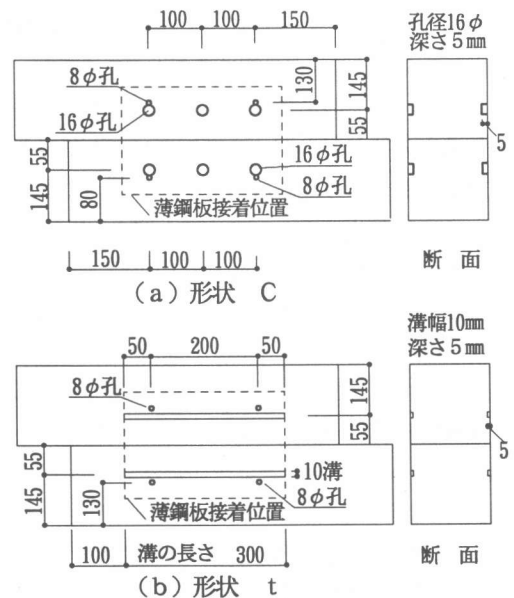 100 100 150
孔径16φ
深さ5mm
8φ孔
16φ孔
130
145
55
5
55
145
80
16φ孔
8φ孔
薄鋼板接着位置
150 100 100
断 面
(a)形状 C
溝幅10mm
深さ5mm
50 200 50
8φ孔
145
55
5
55
145
130
10溝
8φ孔
薄鋼板接着位置
100 溝の長さ 300
断 面
(b)形状 t